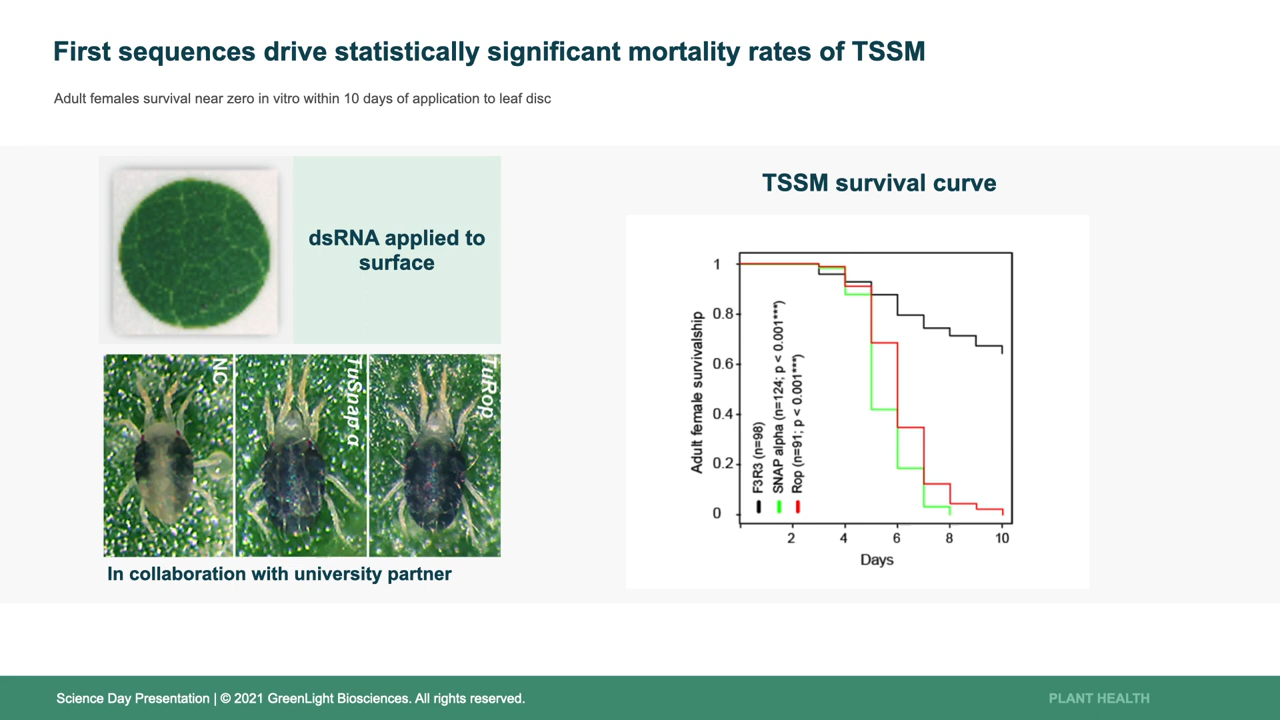 First sequences drive statistically significant mortality rates of TSSM
Adult females survival near zero in vitro within 10 days of application to leaf disc
dsRNA applied to
surface
NC
TuSnap α
TuRop
In collaboration with university partner
TSSM survival curve
Adult female survivalship
1
0.8
0.6
0.4
0.2
0
F3R3 (n=98)
SNAP alpha (n=124; p < 0.001***)
Rop (n=91; p < 0.001***)
2 4 6 8 10
Days
Science Day Presentation | © 2021 GreenLight Biosciences. All rights reserved.
PLANT HEALTH